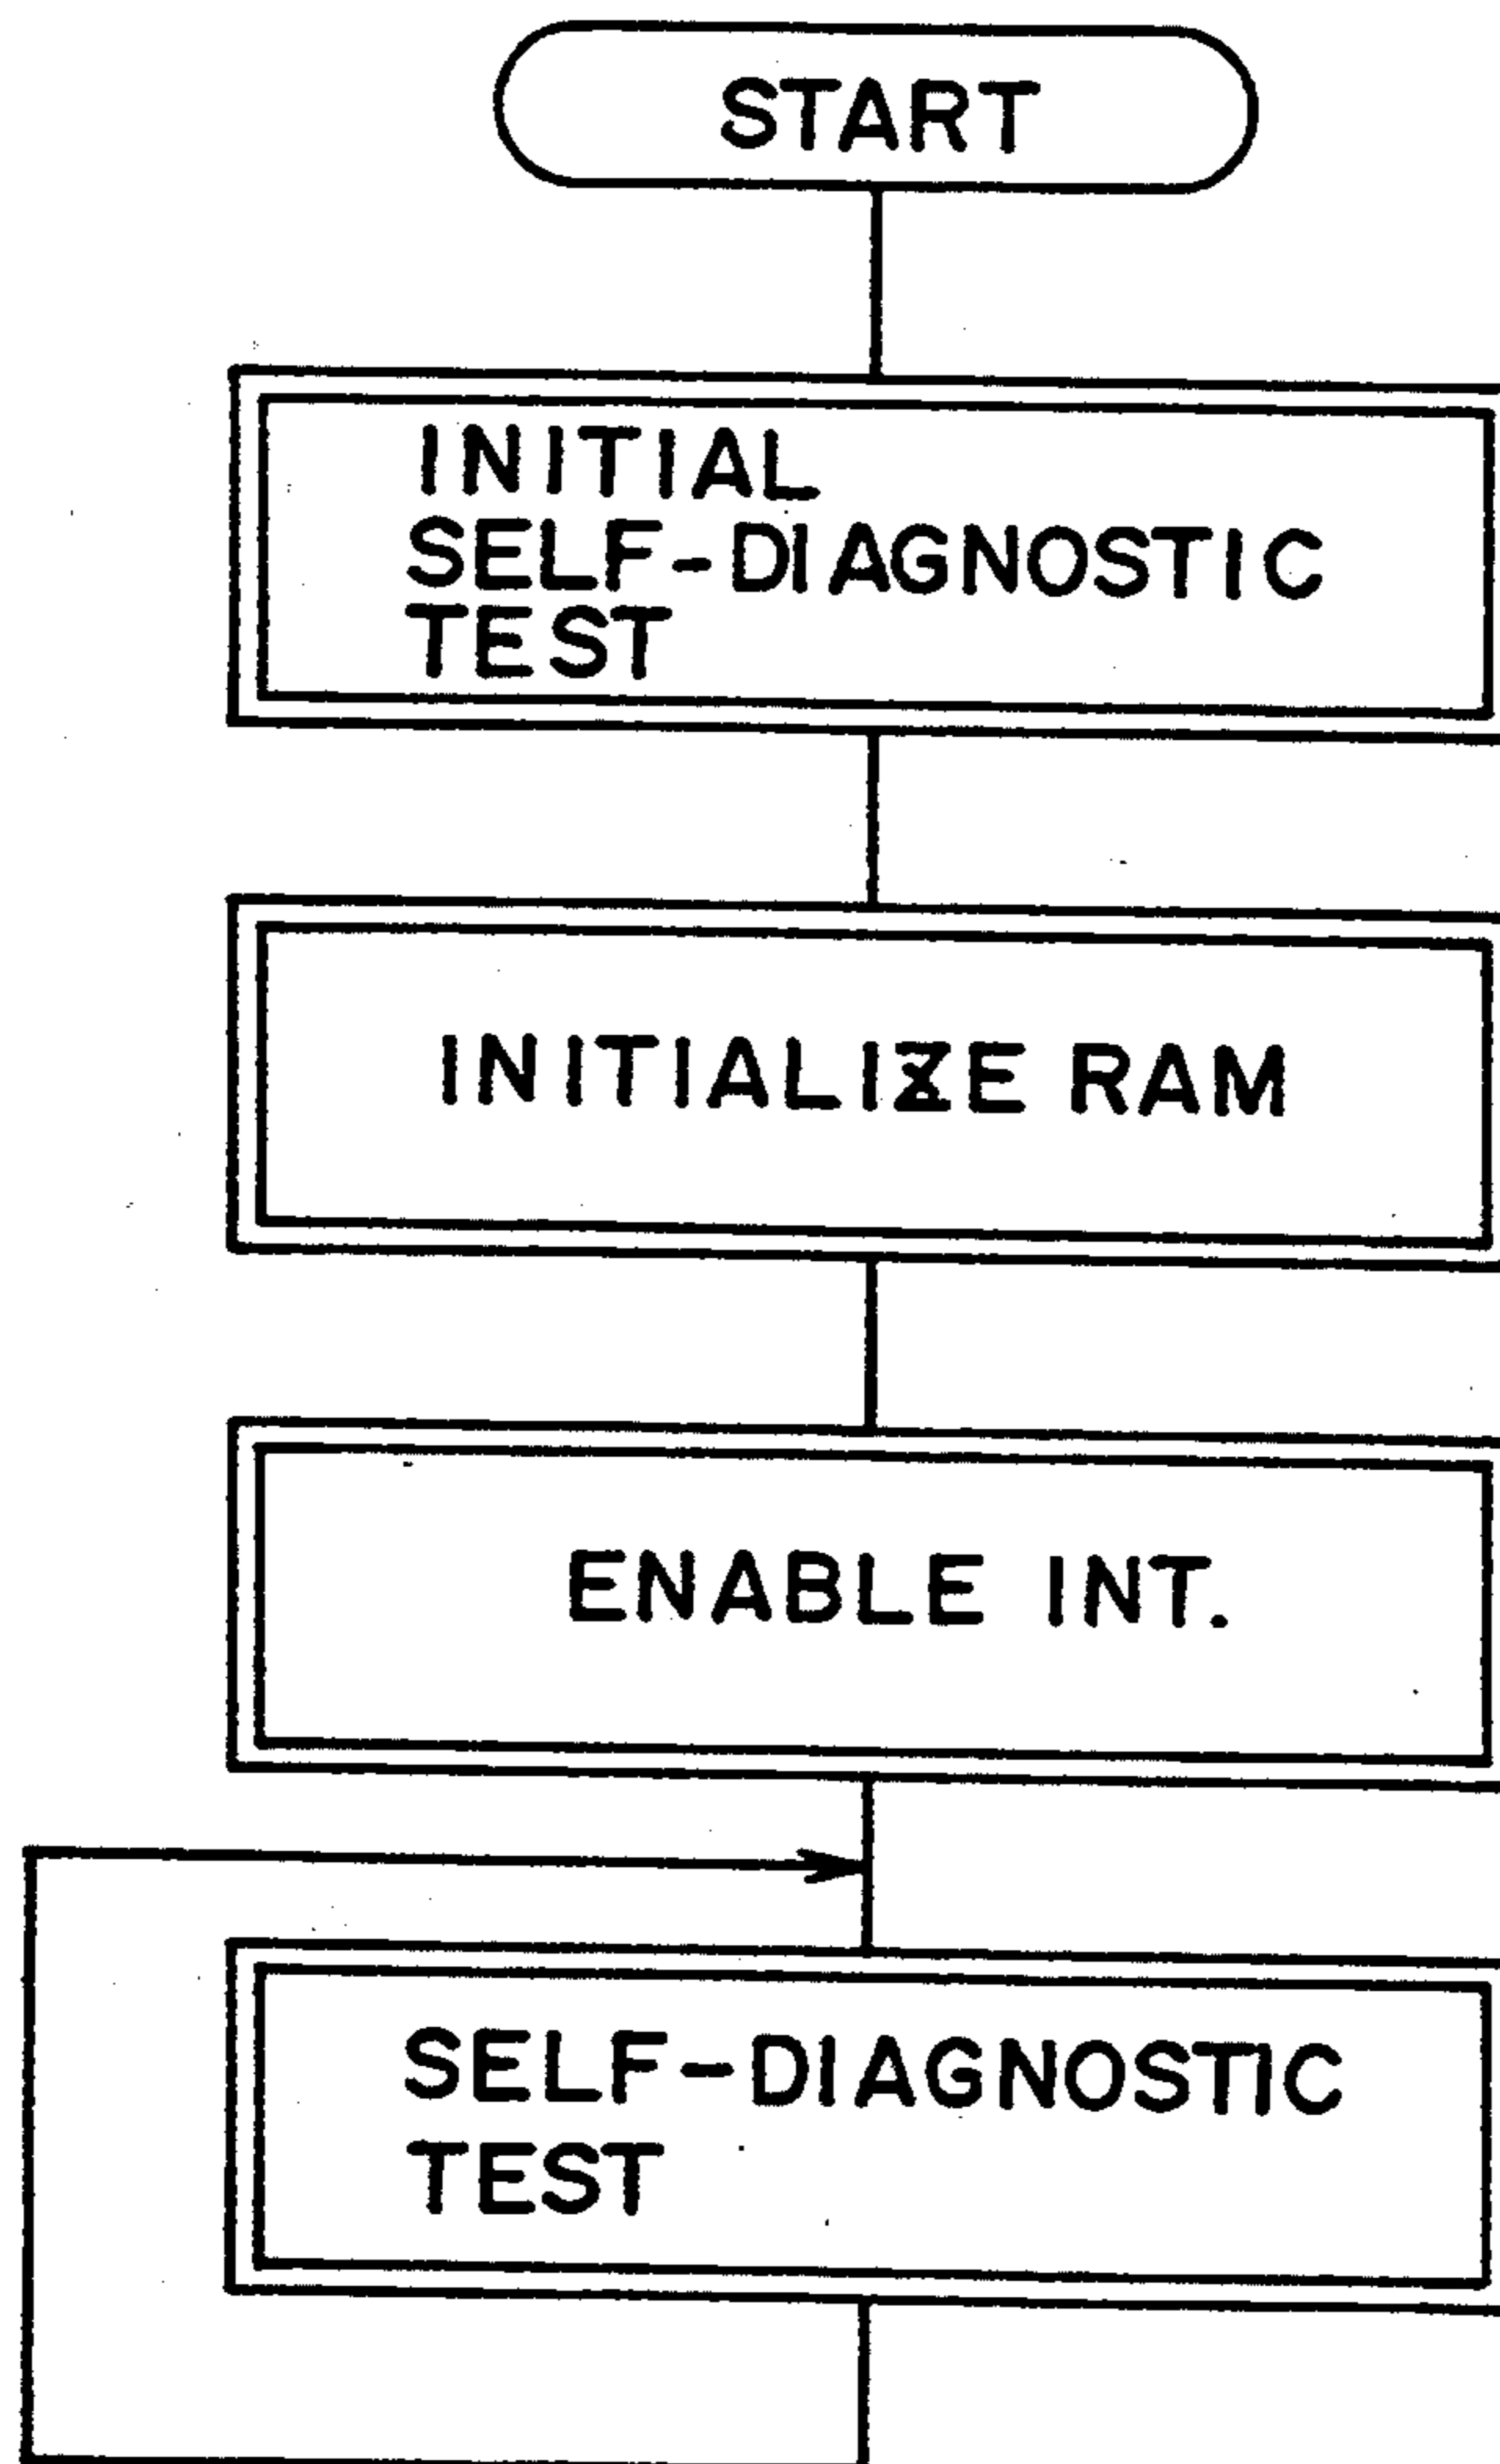 START
INITIAL
SELF-DIAGNOSTIC
TEST
INITIALIZE RAM
ENABLE INT.
SELF-DIAGNOSTIC
TEST